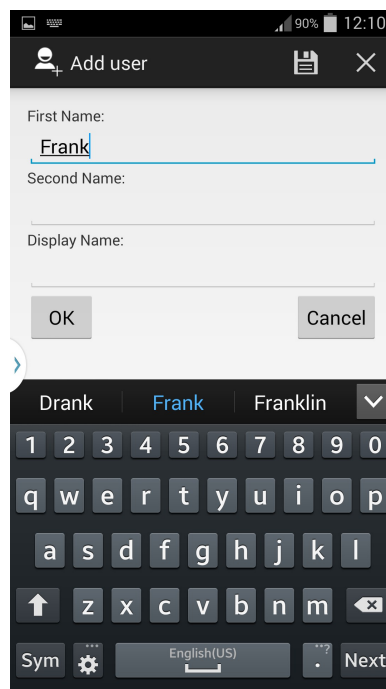 90% 12:10
Add user
First Name:
Frank
Second Name:
Display Name:
OK Cancel
Drank Frank Franklin
1 2 3 4 5 6 7 8 9 0
q w e r t y u i o p
a s d f g h j k l
z x c v b n m
Sym English(US) ...?. Next